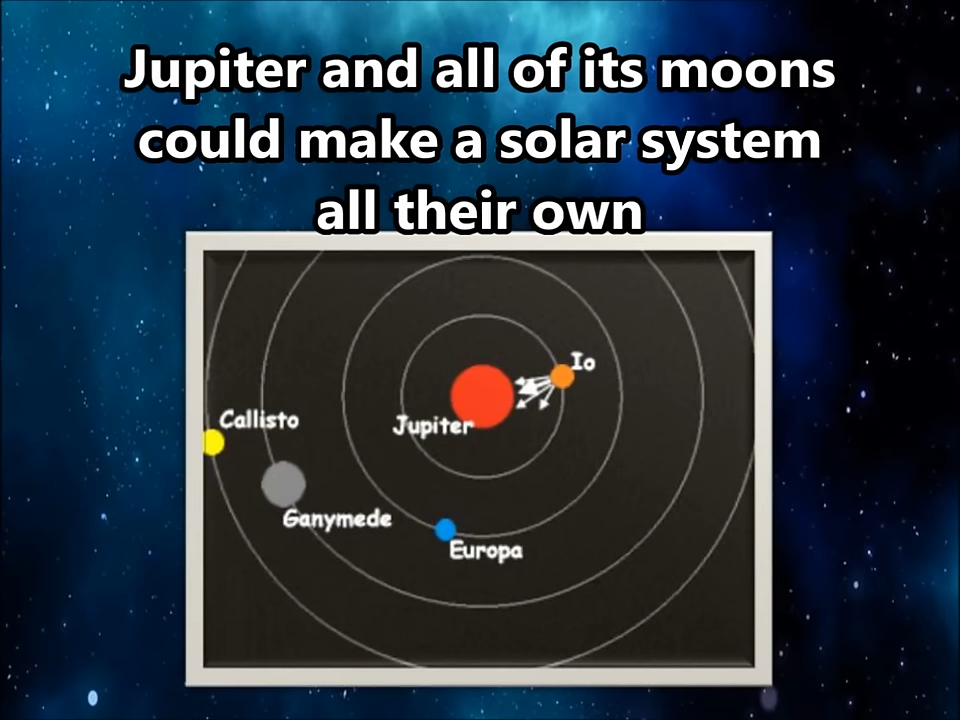 Jupiter and all of its moons
could make a solar system
all their own
Io
Callisto
Jupiter
Ganymede
Europa